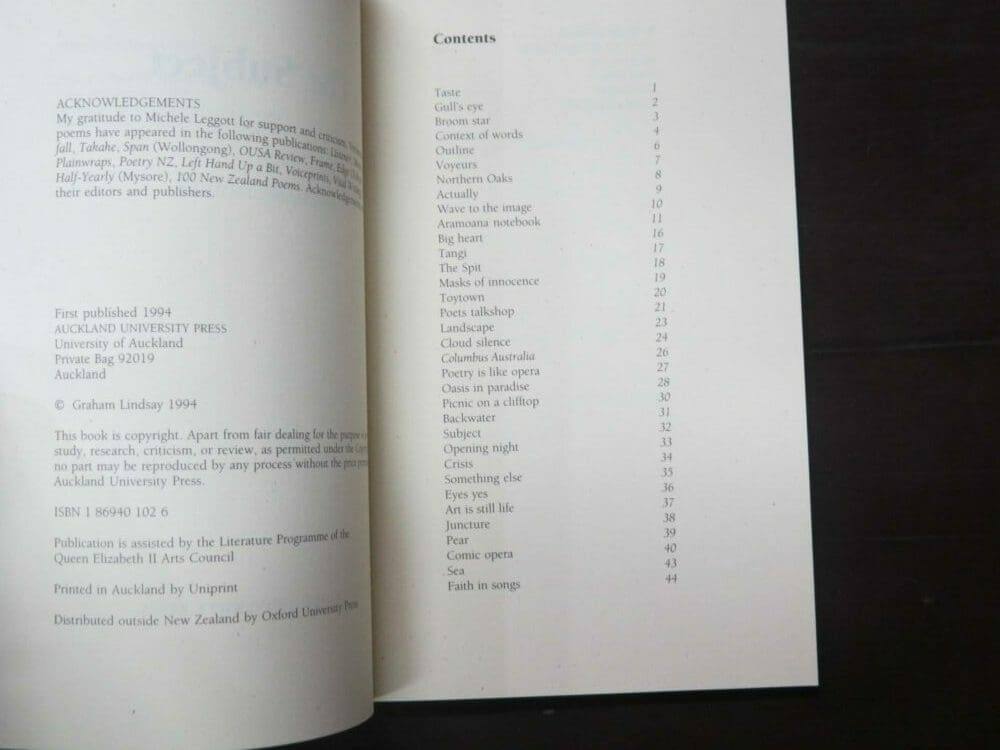 ACKNOWLEDGEMENTS
My gratitude to Michele Leggott for support and criticism.
poems have appeared in the following publications: Listener,
fall, Takahe, Span (Wollongong), OUSA Review, Frame, Edge
Plainwraps, Poetry NZ, Left Hand Up a Bit, Voiceprints, Vital
Half-Yearly (Mysore), 100 New Zealand Poems.
their editors and publishers.
First published 1994
AUCKLAND UNIVERSITY PRESS
University of Auckland
Private Bag 92019
Auckland
© Graham Lindsay 1994
This book is copyright. Apart from fair dealing for the purpose
study, research, criticism, or review, as permitted under the
no part may be reproduced by any process without the prior
Auckland University Press.
ISBN 1 86940 102 6
Publication is assisted by the Literature Programme of the
Queen Elizabeth II Arts Council
Printed in Auckland by Uniprint
Distributed outside New Zealand by Oxford University Press
Contents
Taste 1
Gull's eye 2
Broom star 3
Context of words 4
Outline 6
Voyeurs 7
Northern Oaks 8
Actually 9
Wave to the image 10
Aramoana notebook 11
Big heart 16
Tangi 17
The Spit 18
Masks of innocence 19
Toytown 20
Poets talkshop 21
Landscape 23
Cloud silence 24
Columbus Australia 26
Poetry is like opera 27
Oasis in paradise 28
Picnic on a clifftop 30
Backwater 31
Subject 32
Opening night 33
Crisis 34
Something else 35
Eyes yes 36
Art is still life 37
Juncture 38
Pear 39
Comic opera 40
Sea 43
Faith in songs 44